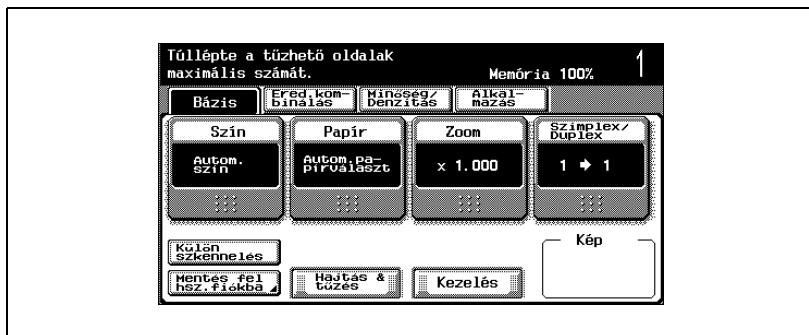 Túllépte a tűzhető oldalak
maximális számát.
Memória 100%
1
Bázis
Ered.kom-
binálás
Minőség/
Denzitás
Alkal-
mazás
Szín
Papír
Zoom
Szimplex/
Duplex
Autom.
szín
Autom.pa-
pírválaszt
x 1.000
1 ➔ 1
Külön
szkennelés
Kép
Mentés fel
hsz.fiókba
Hajtás &
tűzés
Kezelés